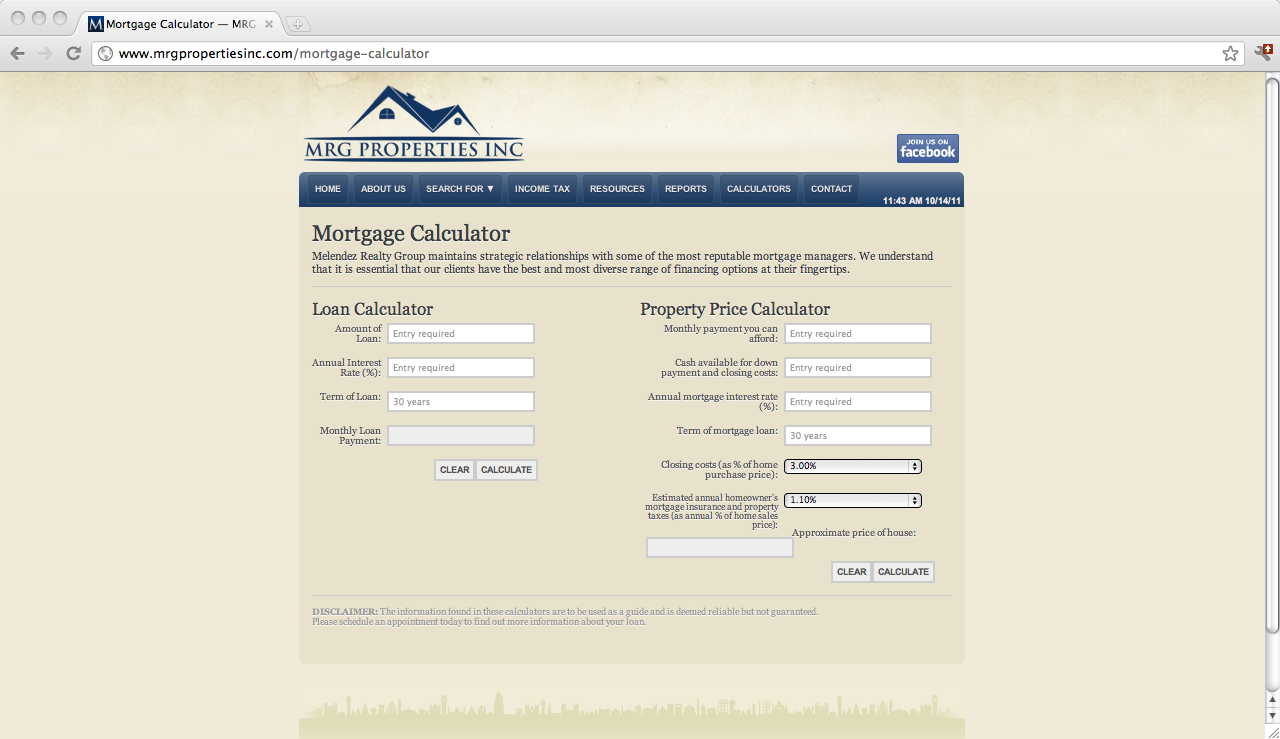 Mortgage Calculator — MRG
www.mrgpropertiesinc.com/mortgage-calculator
MRG PROPERTIES INC
JOIN US ON
facebook
HOME ABOUT US SEARCH FOR ▼ INCOME TAX RESOURCES REPORTS CALCULATORS CONTACT
11:43 AM 10/14/11
Mortgage Calculator
Melendez Realty Group maintains strategic relationships with some of the most reputable mortgage managers. We understand
that it is essential that our clients have the best and most diverse range of financing options at their fingertips.
Loan Calculator
Amount of
Loan:
Entry required
Annual Interest
Rate (%):
Entry required
Term of Loan:
30 years
Monthly Loan
Payment:
CLEAR CALCULATE
Property Price Calculator
Monthly payment you can
afford:
Entry required
Cash available for down
payment and closing costs:
Entry required
Annual mortgage interest rate
(%):
Entry required
Term of mortgage loan:
30 years
Closing costs (as % of home
purchase price):
3.00%
Estimated annual homeowner's
mortgage insurance and property
taxes (as annual % of home sales
price):
1.10%
Approximate price of house:
CLEAR CALCULATE
DISCLAIMER: The information found in these calculators are to be used as a guide and is deemed reliable but not guaranteed.
Please schedule an appointment today to find out more information about your loan.